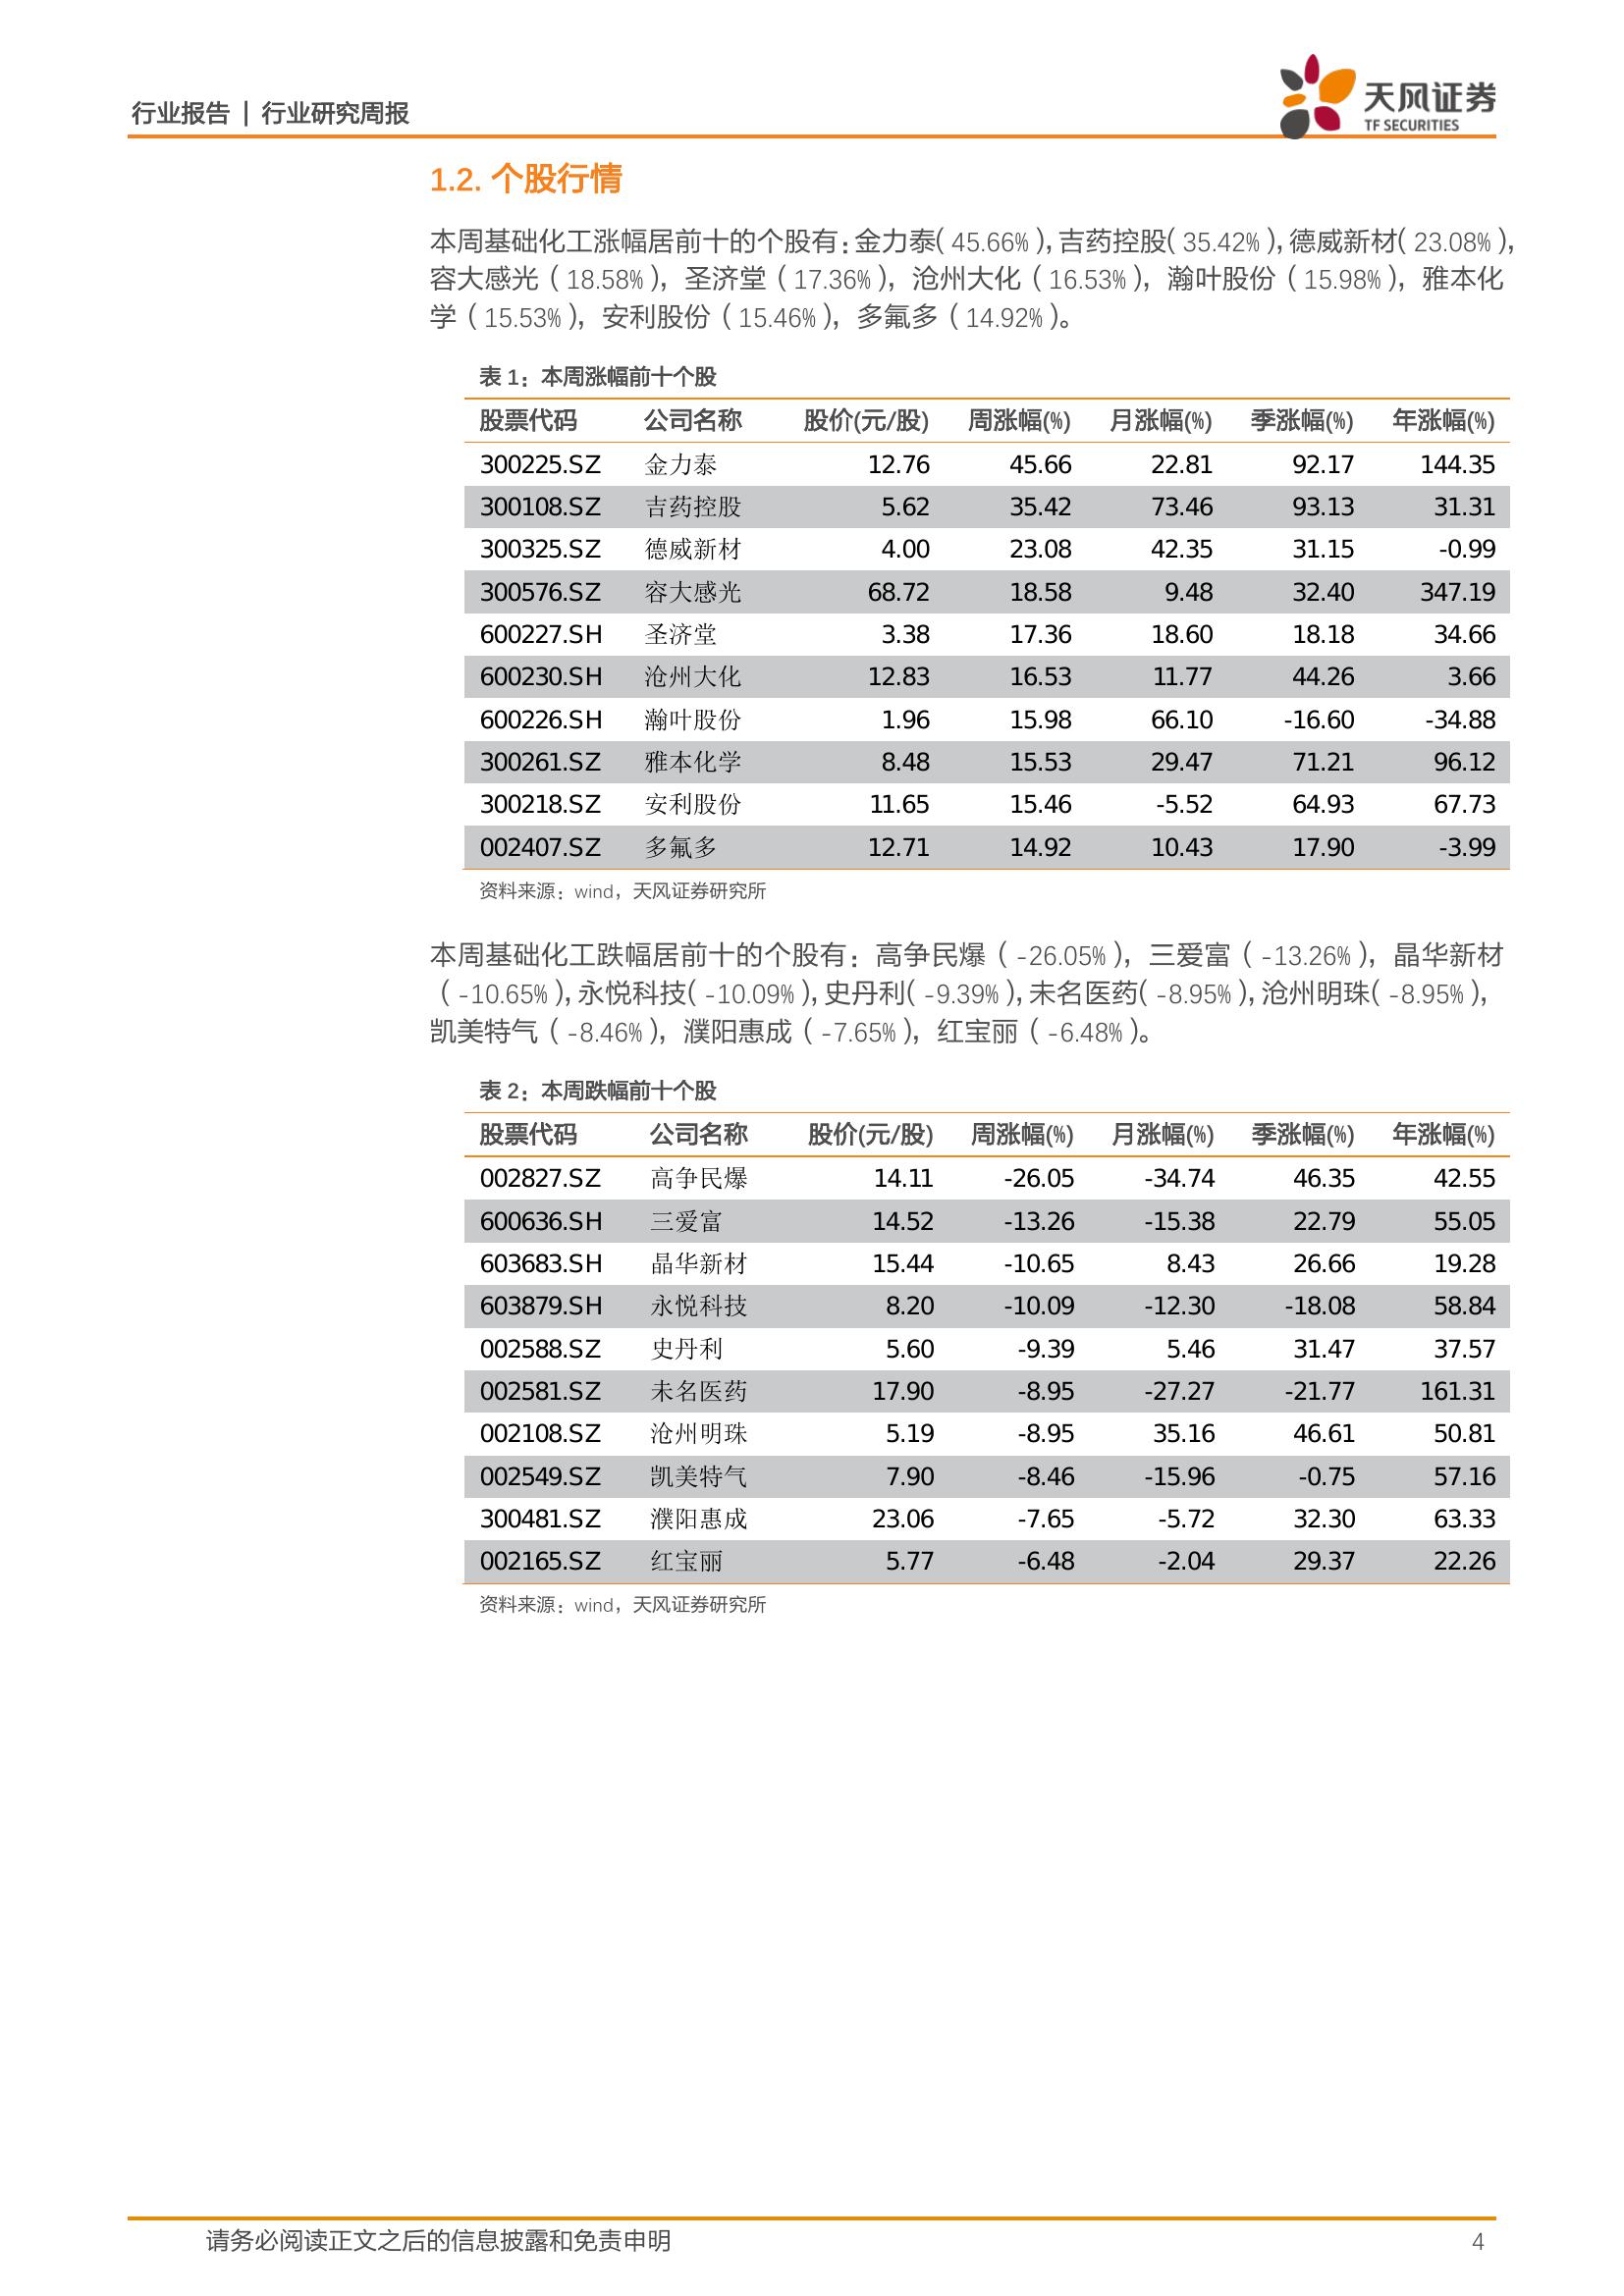 行业报告 | 行业研究周报
天风证券
TF SECURITIES
1.2. 个股行情
本周基础化工涨幅居前十的个股有：金力泰（45.66%），吉药控股（35.42%），德威新材（23.08%），
容大感光（18.58%），圣济堂（17.36%），沧州大化（16.53%），瀚叶股份（15.98%），雅本化
学（15.53%），安利股份（15.46%），多氟多（14.92%）。
表 1：本周涨幅前十个股
股票代码 公司名称 股价(元/股) 周涨幅(%) 月涨幅(%) 季涨幅(%) 年涨幅(%)
300225.SZ 金力泰 12.76 45.66 22.81 92.17 144.35
300108.SZ 吉药控股 5.62 35.42 73.46 93.13 31.31
300325.SZ 德威新材 4.00 23.08 42.35 31.15 -0.99
300576.SZ 容大感光 68.72 18.58 9.48 32.40 347.19
600227.SH 圣济堂 3.38 17.36 18.60 18.18 34.66
600230.SH 沧州大化 12.83 16.53 11.77 44.26 3.66
600226.SH 瀚叶股份 1.96 15.98 66.10 -16.60 -34.88
300261.SZ 雅本化学 8.48 15.53 29.47 71.21 96.12
300218.SZ 安利股份 11.65 15.46 -5.52 64.93 67.73
002407.SZ 多氟多 12.71 14.92 10.43 17.90 -3.99
资料来源：wind，天风证券研究所
本周基础化工跌幅居前十的个股有：高争民爆（-26.05%），三爱富（-13.26%），晶华新材
（-10.65%），永悦科技（-10.09%），史丹利（-9.39%），未名医药（-8.95%），沧州明珠（-8.95%），
凯美特气（-8.46%），濮阳惠成（-7.65%），红宝丽（-6.48%）。
表 2：本周跌幅前十个股
股票代码 公司名称 股价(元/股) 周涨幅(%) 月涨幅(%) 季涨幅(%) 年涨幅(%)
002827.SZ 高争民爆 14.11 -26.05 -34.74 46.35 42.55
600636.SH 三爱富 14.52 -13.26 -15.38 22.79 55.05
603683.SH 晶华新材 15.44 -10.65 8.43 26.66 19.28
603879.SH 永悦科技 8.20 -10.09 -12.30 -18.08 58.84
002588.SZ 史丹利 5.60 -9.39 5.46 31.47 37.57
002581.SZ 未名医药 17.90 -8.95 -27.27 -21.77 161.31
002108.SZ 沧州明珠 5.19 -8.95 35.16 46.61 50.81
002549.SZ 凯美特气 7.90 -8.46 -15.96 -0.75 57.16
300481.SZ 濮阳惠成 23.06 -7.65 -5.72 32.30 63.33
002165.SZ 红宝丽 5.77 -6.48 -2.04 29.37 22.26
资料来源：wind，天风证券研究所
请务必阅读正文之后的信息披露和免责申明 4